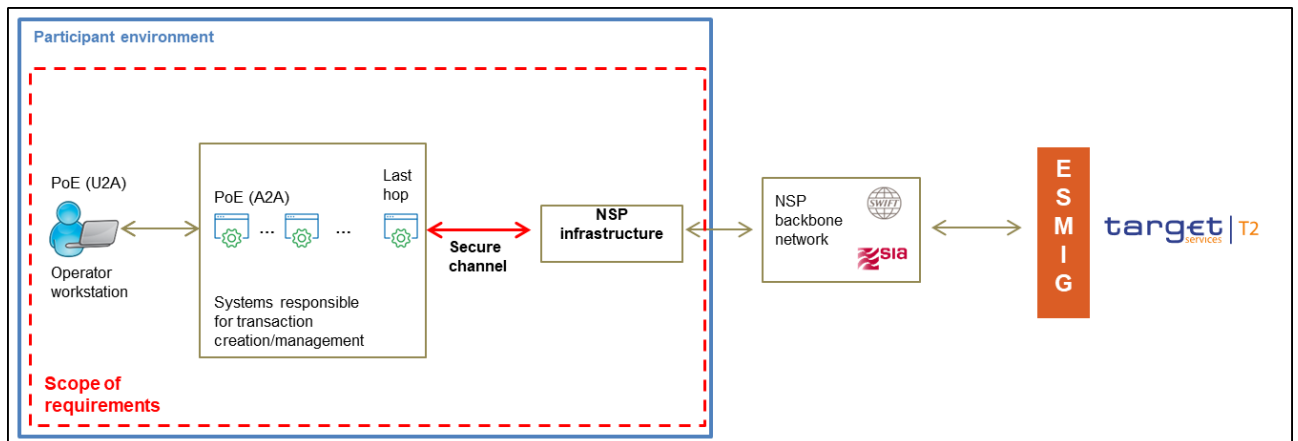 Participant environment
PoE (U2A)
Operator
workstation
PoE (A2A)
...
...
Last
hop
Systems responsible
for transaction
creation/management
Secure
channel
NSP
infrastructure
NSP
backbone
network
SWIFT
sia
E
S
M
I
G
target
services
T2
Scope of
requirements